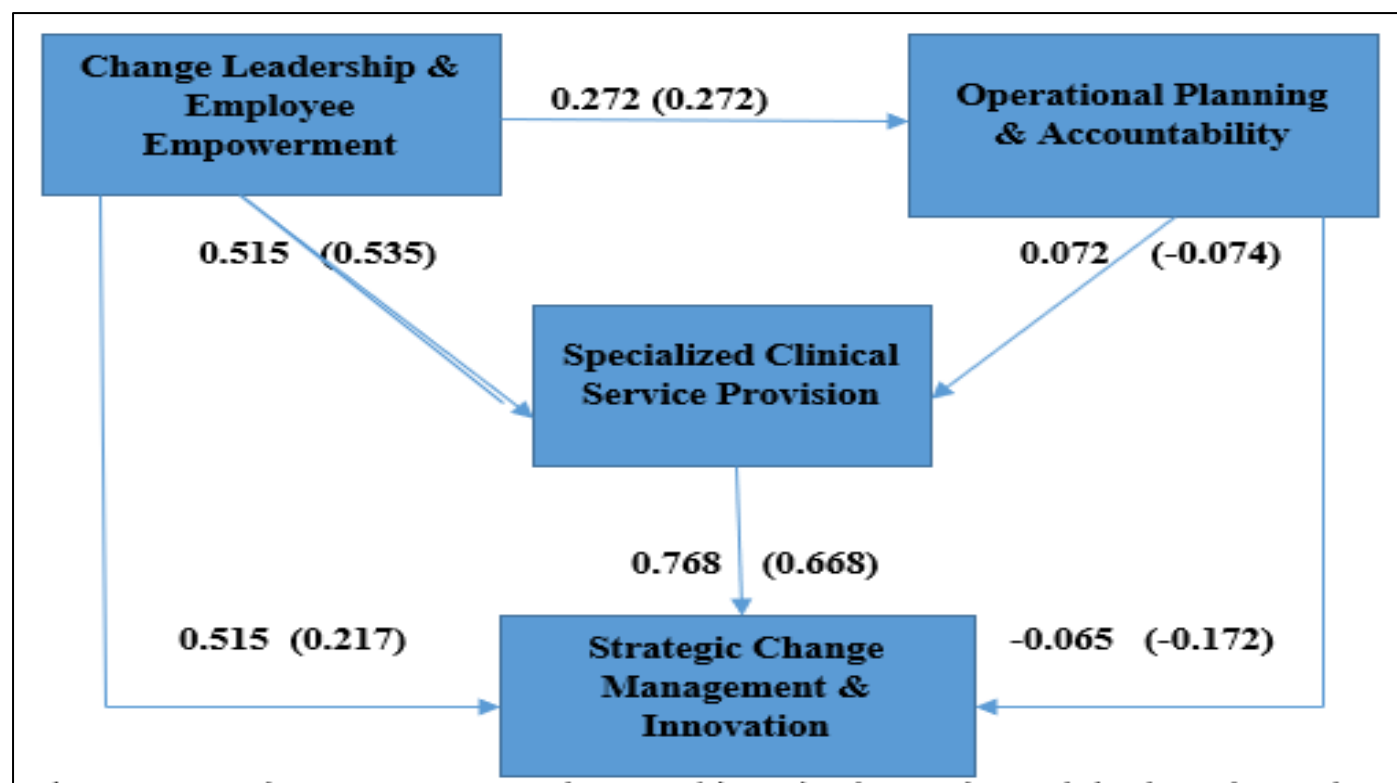 Change Leadership &
Employee
Empowerment
0.272 (0.272)
Operational Planning
& Accountability
0.515 (0.535)
0.072 (-0.074)
Specialized Clinical
Service Provision
0.768 (0.668)
0.515 (0.217)
-0.065 (-0.172)
Strategic Change
Management &
Innovation